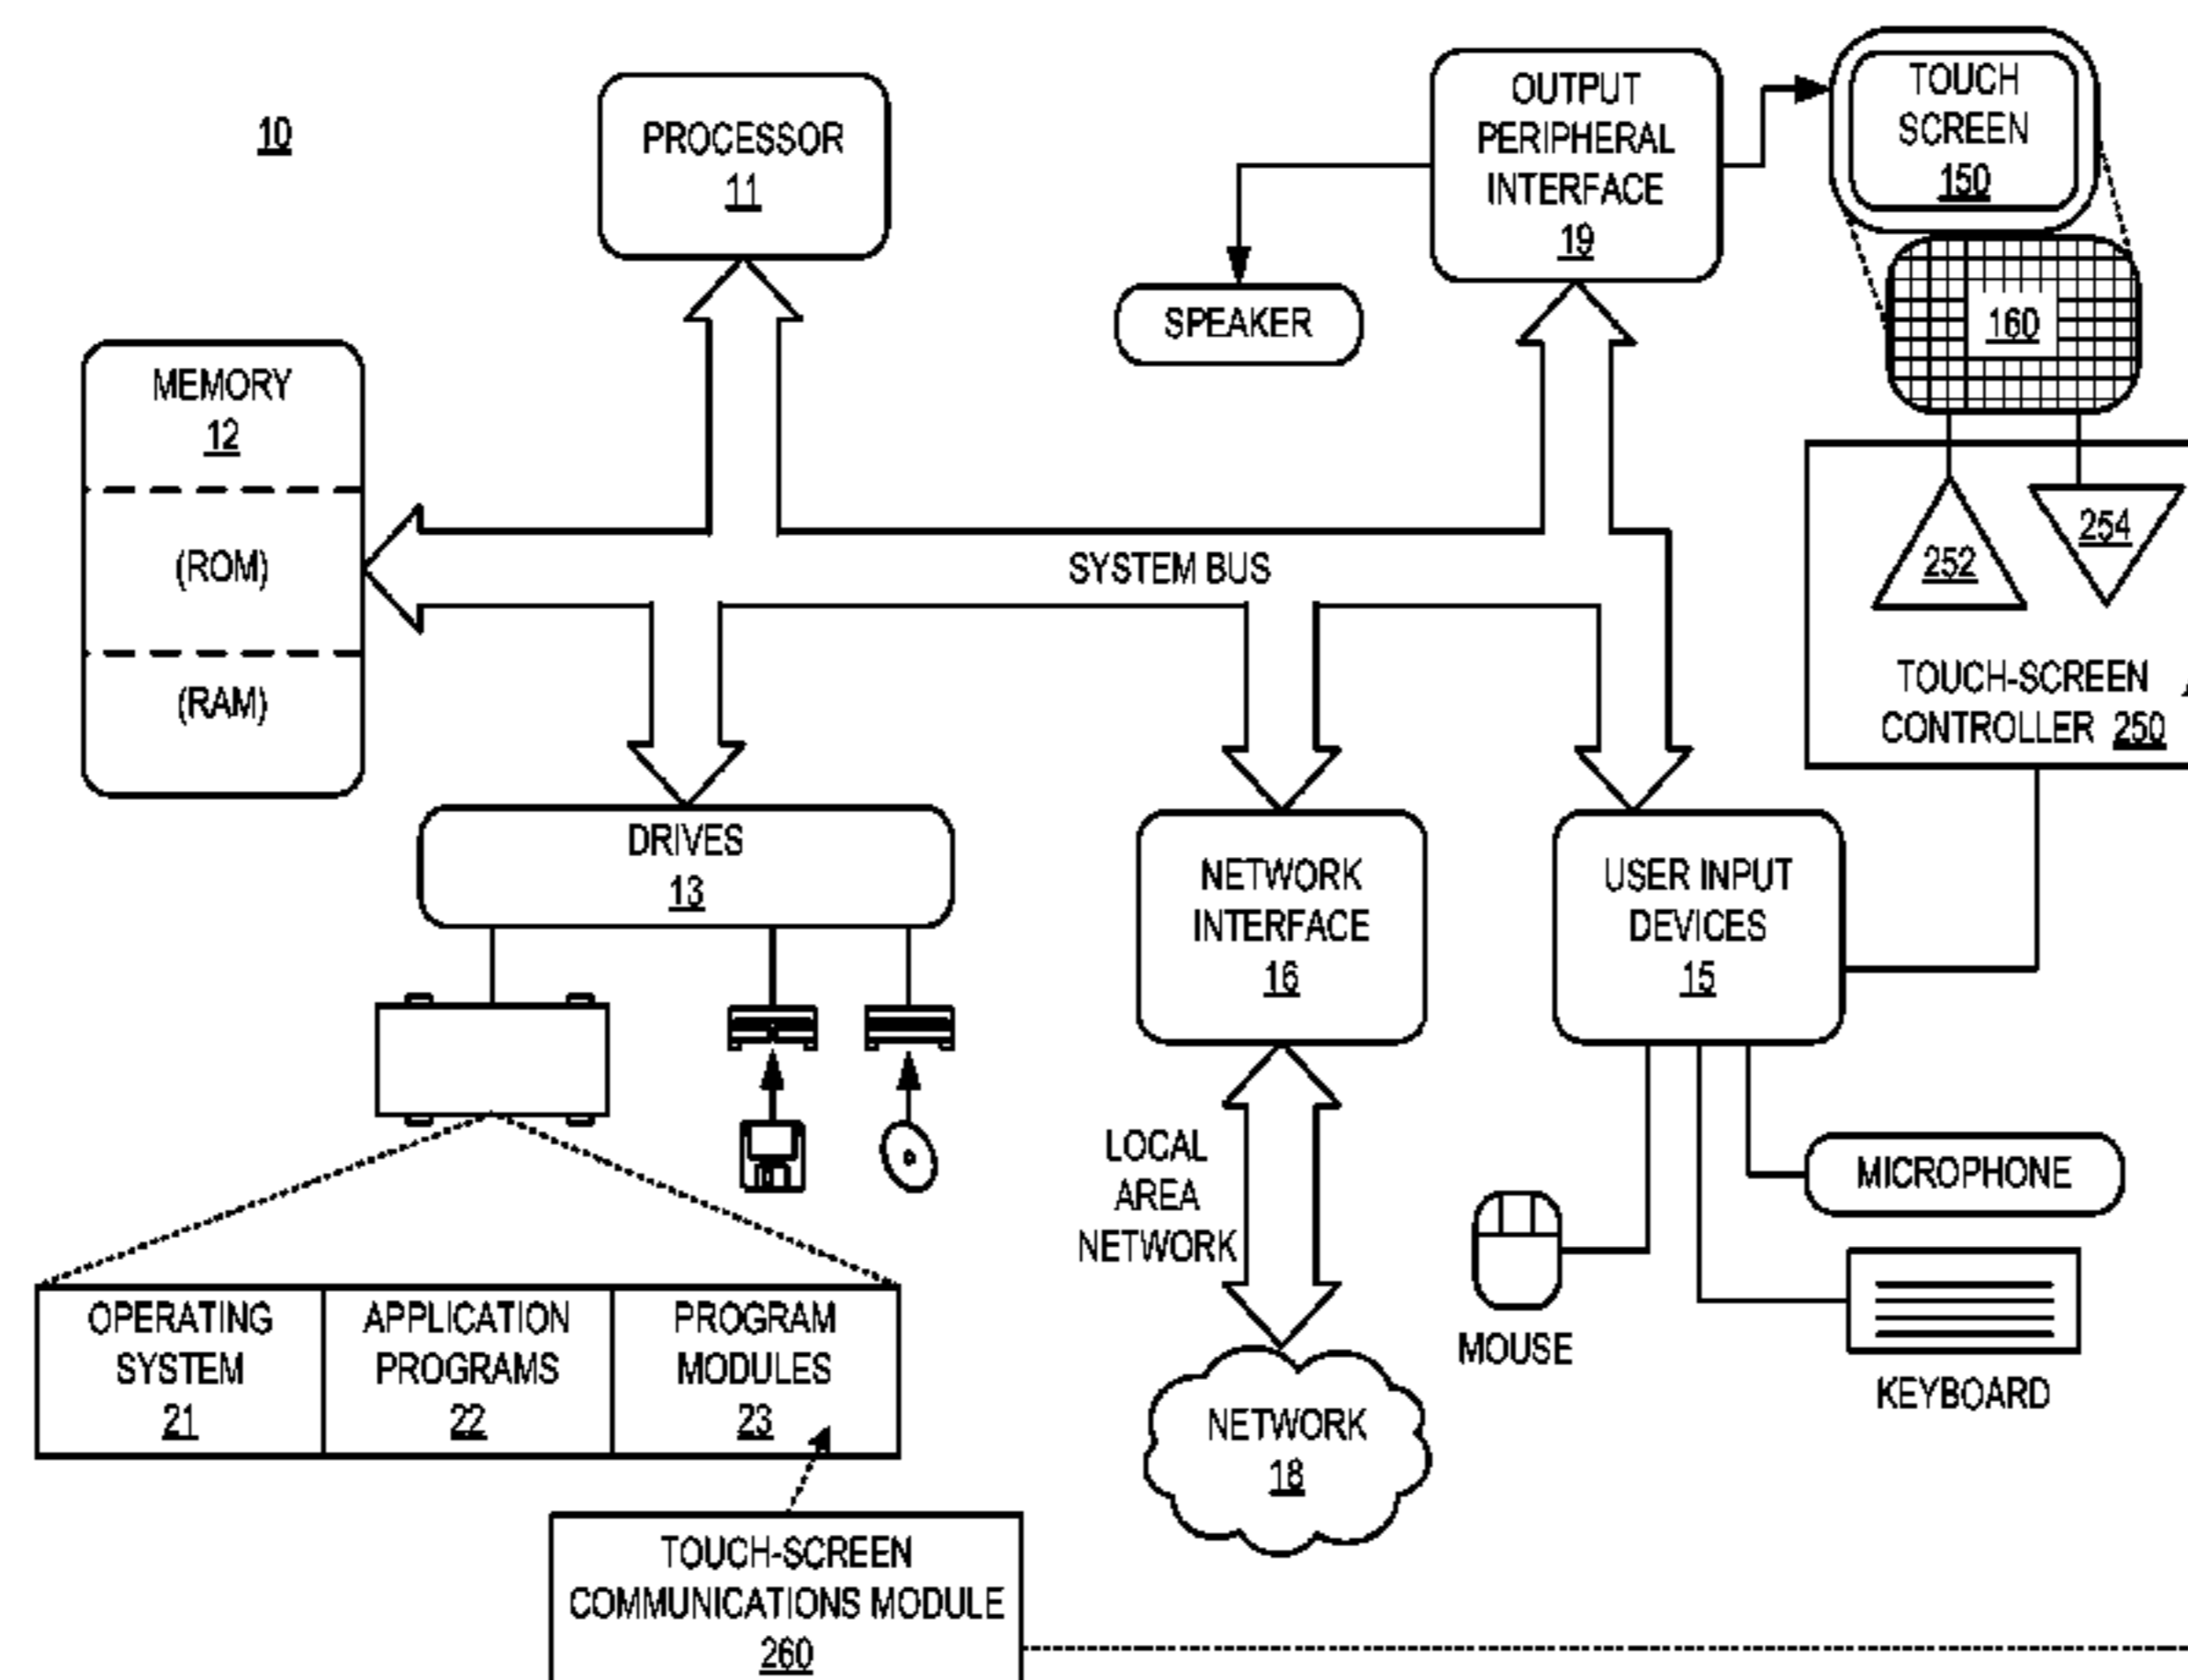 10
PROCESSOR
11
OUTPUT
PERIPHERAL
INTERFACE
19
TOUCH
SCREEN
150
160
SPEAKER
MEMORY
12
(ROM)
(RAM)
SYSTEM BUS
252
254
TOUCH-SCREEN
CONTROLLER 250
DRIVES
13
NETWORK
INTERFACE
16
USER INPUT
DEVICES
15
LOCAL
AREA
NETWORK
MICROPHONE
MOUSE
KEYBOARD
OPERATING
SYSTEM
21
APPLICATION
PROGRAMS
22
PROGRAM
MODULES
23
NETWORK
18
TOUCH-SCREEN
COMMUNICATIONS MODULE
260